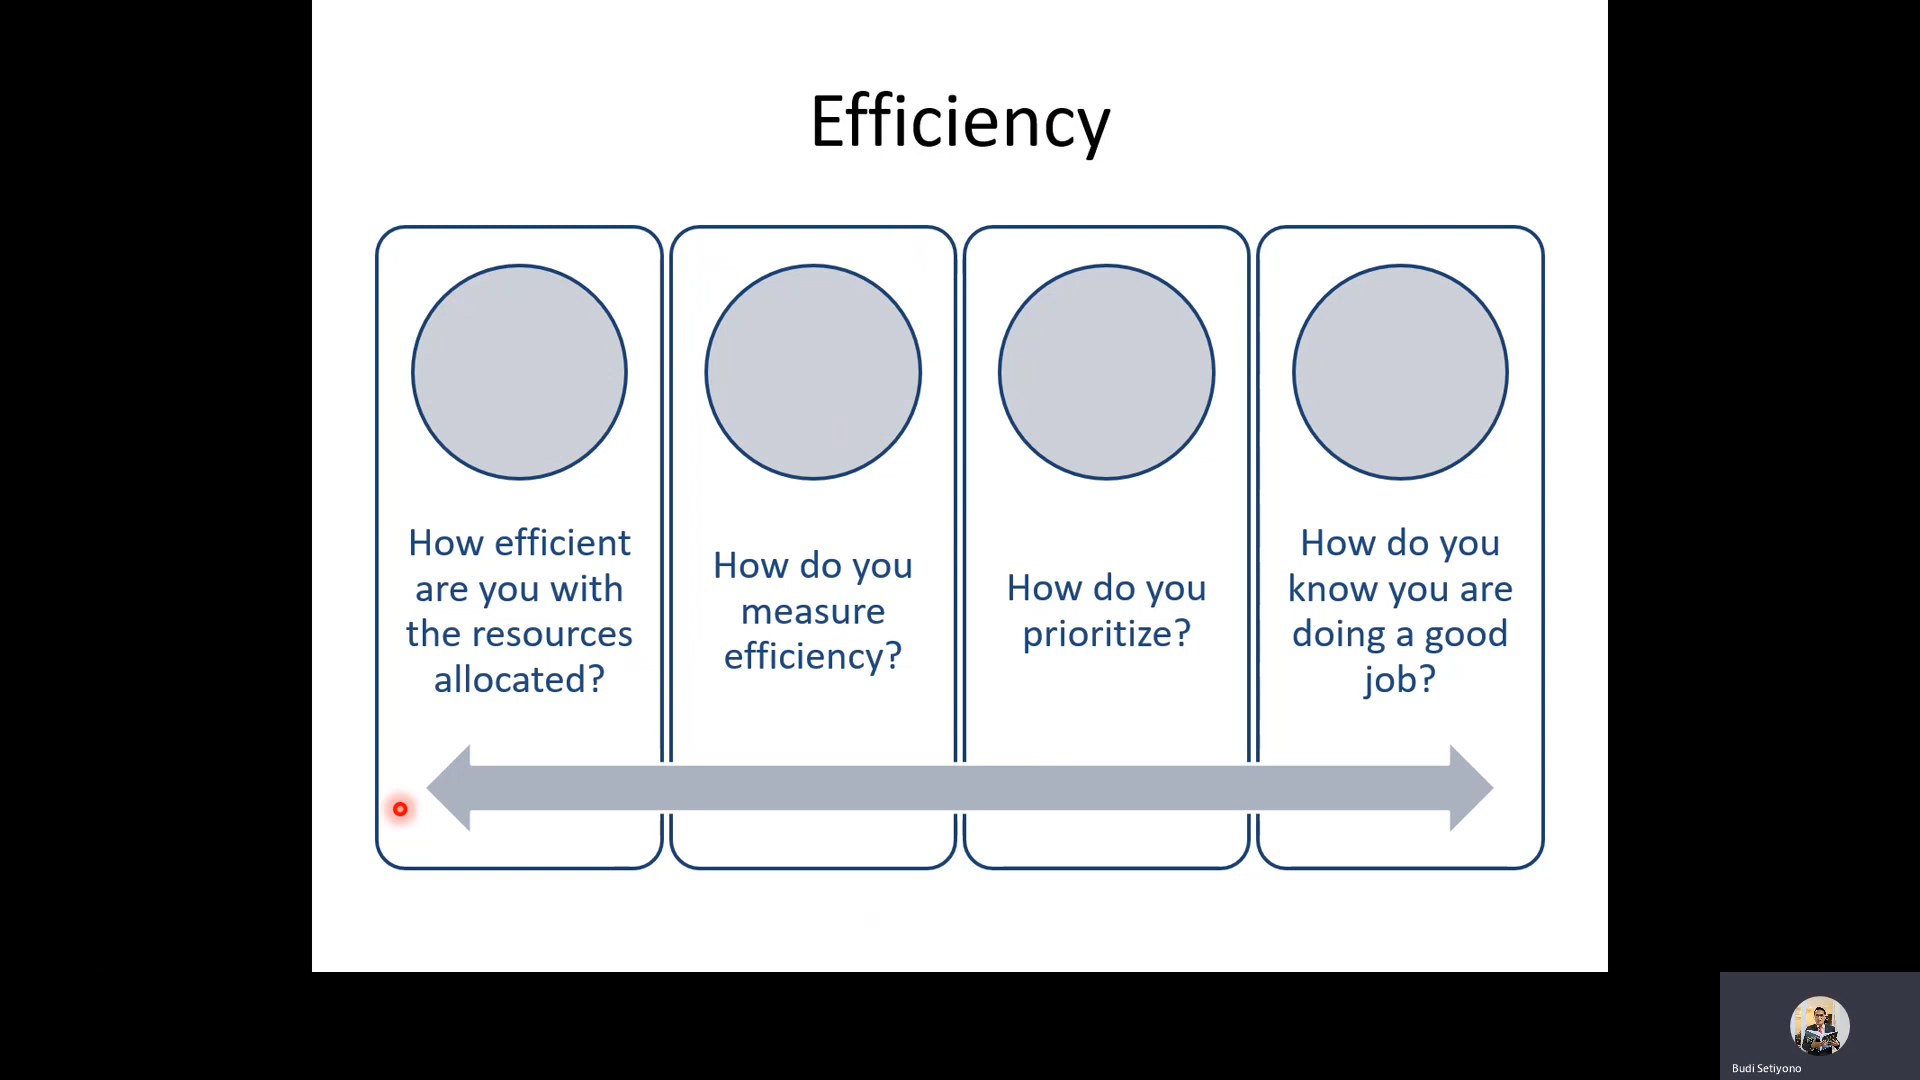 Efficiency
How efficient
are you with
the resources
allocated?
How do you
measure
efficiency?
How do you
prioritize?
How do you
know you are
doing a good
job?
Budi Setiyono